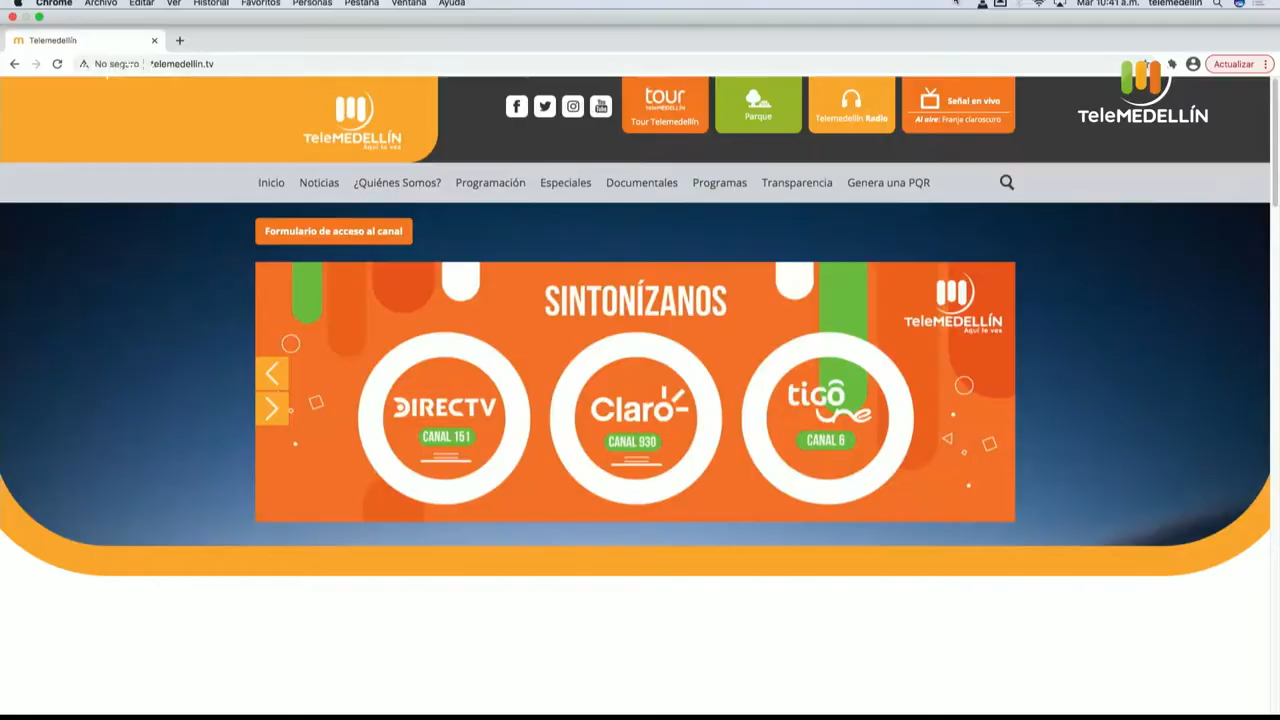 Chrome Archivo Editar Ver Historial Favoritos Personas Pestaña Ventana Ayuda
Mar 10:41 a.m. telemedellin
Telemedellín
No seguro telemedellin.tv
Actualizar
TeleMEDELLÍN
TeleMEDELLÍN
Aquí te ves
tour
TELEMEDELLÍN
Tour Telemedellín
Parque
Telemedellín Radio
Señal en vivo
Al aire: Franja claroscuro
Inicio Noticias ¿Quiénes Somos? Programación Especiales Documentales Programas Transparencia Genera una PQR
Formulario de acceso al canal
SINTONÍZANOS
TeleMEDELLÍN
Aquí te ves
DIRECTV
CANAL 151
Claro
CANAL 930
tigo une
CANAL 6